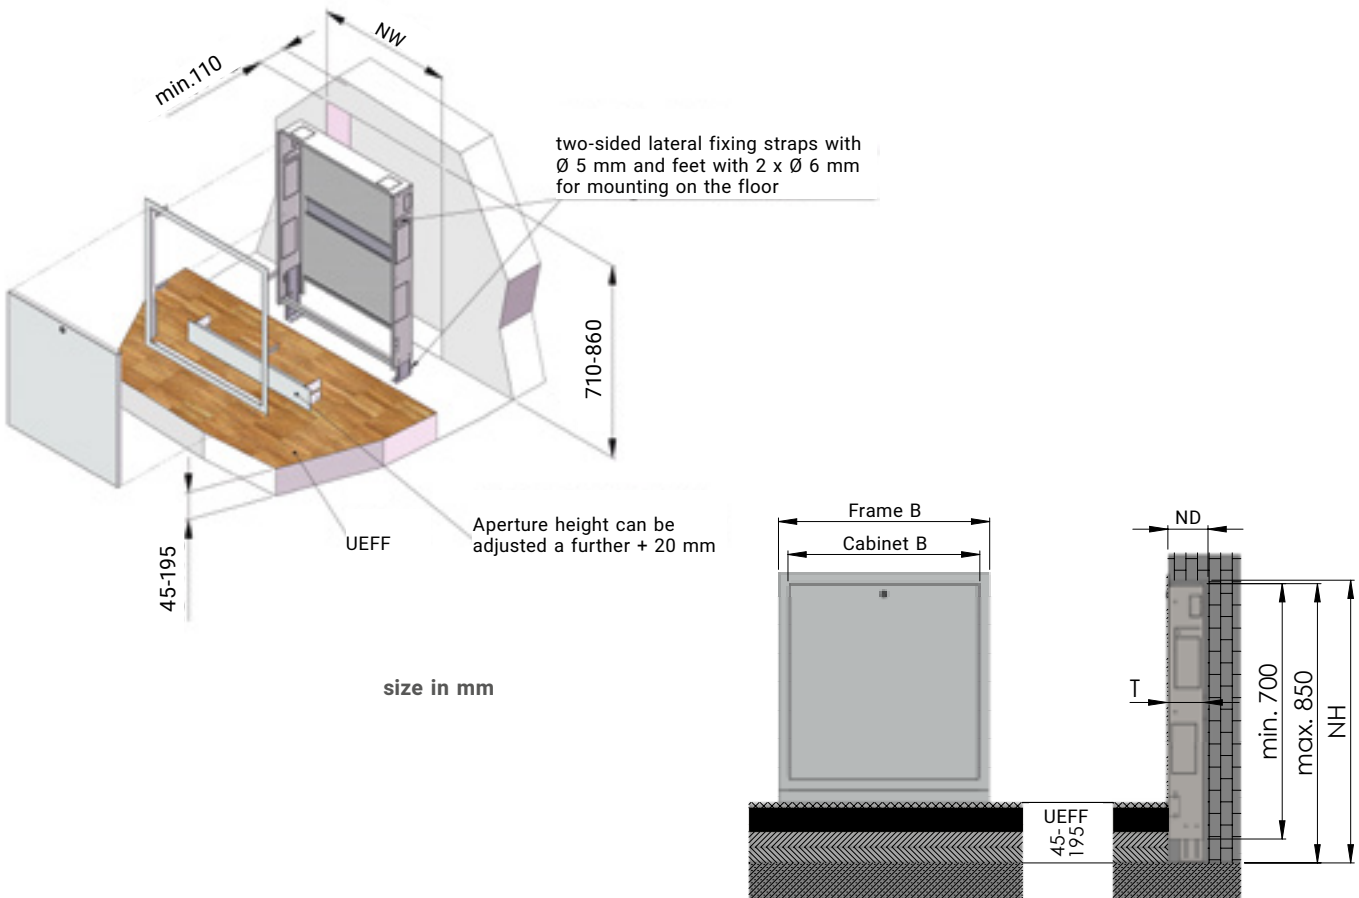 NW
min.110
two-sided lateral fixing straps with
Ø 5 mm and feet with 2 x Ø 6 mm
for mounting on the floor
710-860
Aperture height can be
adjusted a further + 20 mm
UEFF
45-195
size in mm
Frame B
Cabinet B
ND
T
min. 700
max. 850
NH
UEFF
45-
195